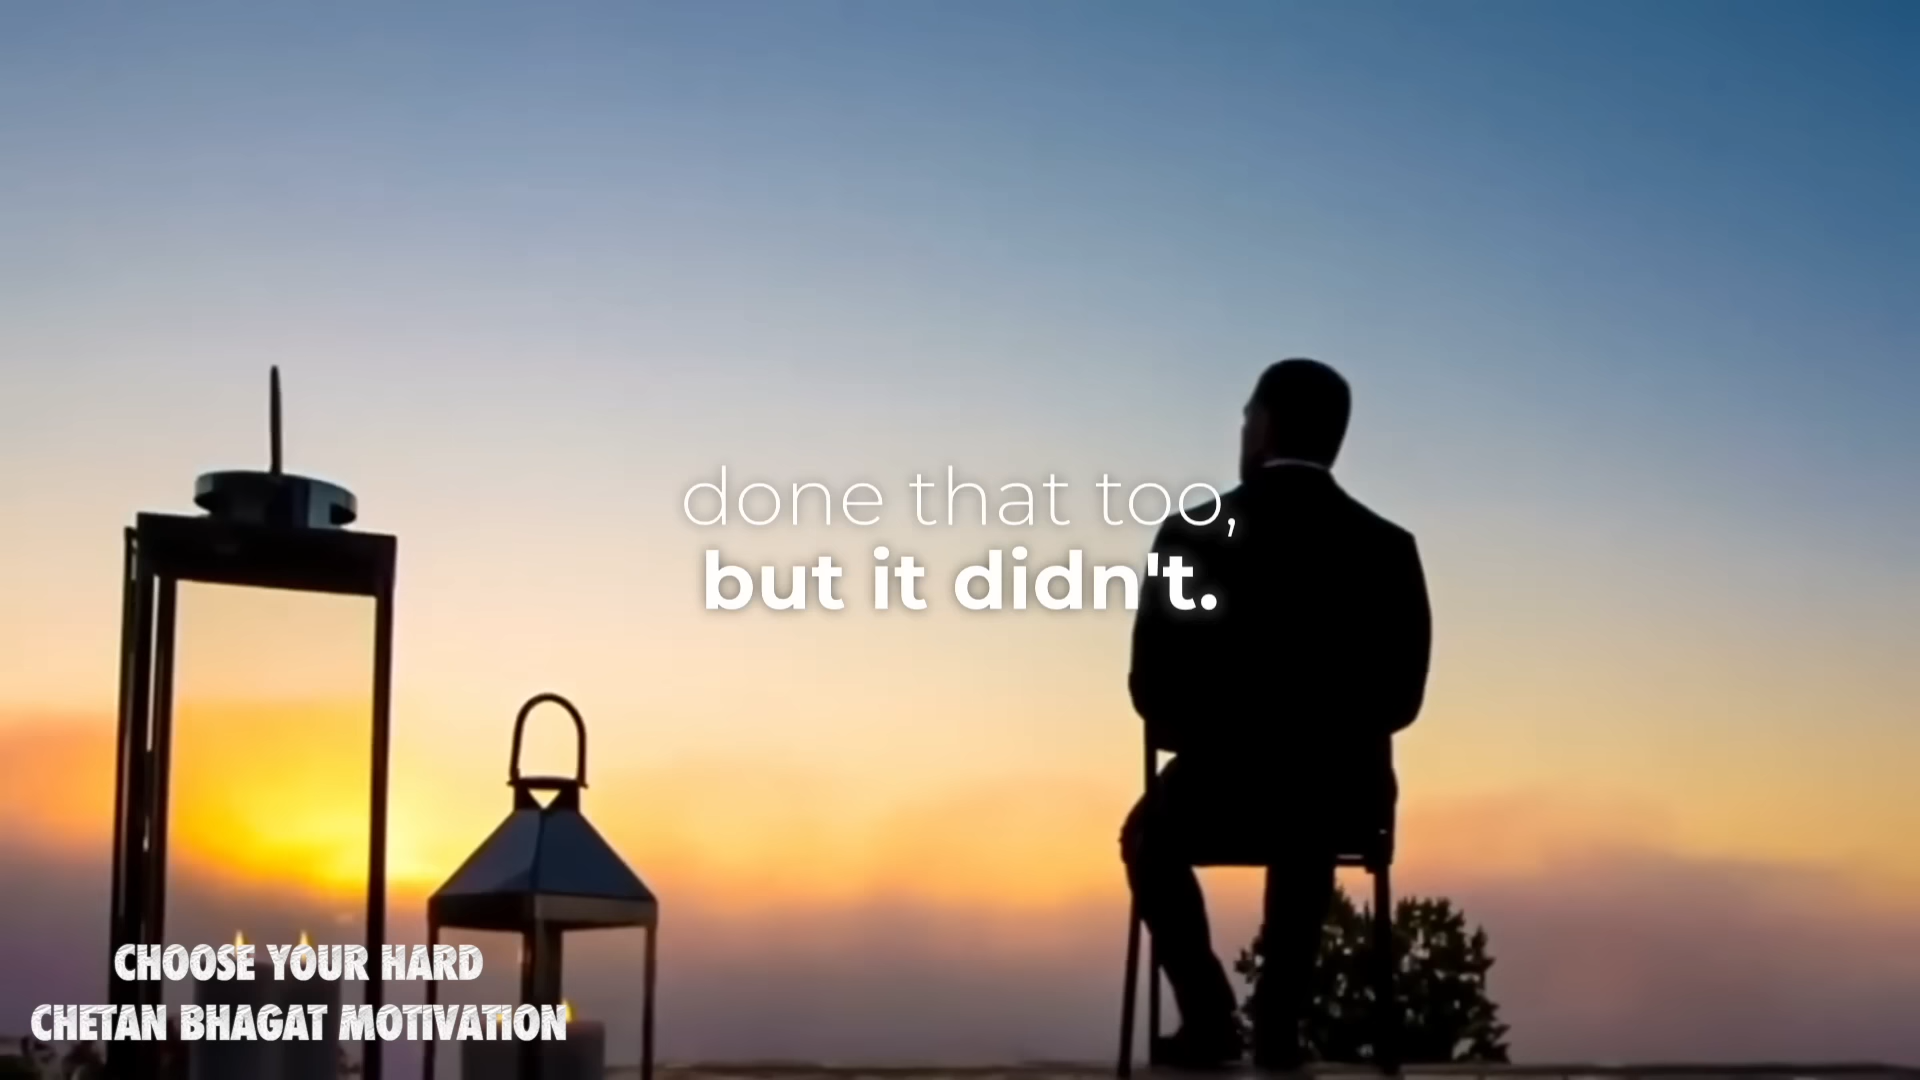 done that too,
but it didn't.
CHOOSE YOUR HARD
CHETAN BHAGAT MOTIVATION